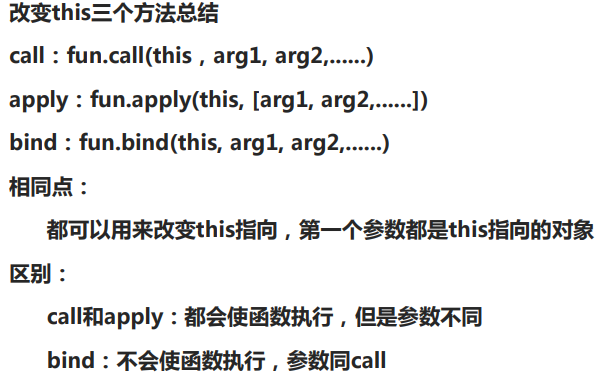 改变this三个方法总结
call：fun.call(this，arg1, arg2,......)
apply：fun.apply(this, [arg1, arg2,......])
bind：fun.bind(this, arg1, arg2,......)
相同点：
都可以用来改变this指向，第一个参数都是this指向的对象
区别：
call和apply：都会使函数执行，但是参数不同
bind：不会使函数执行，参数同call